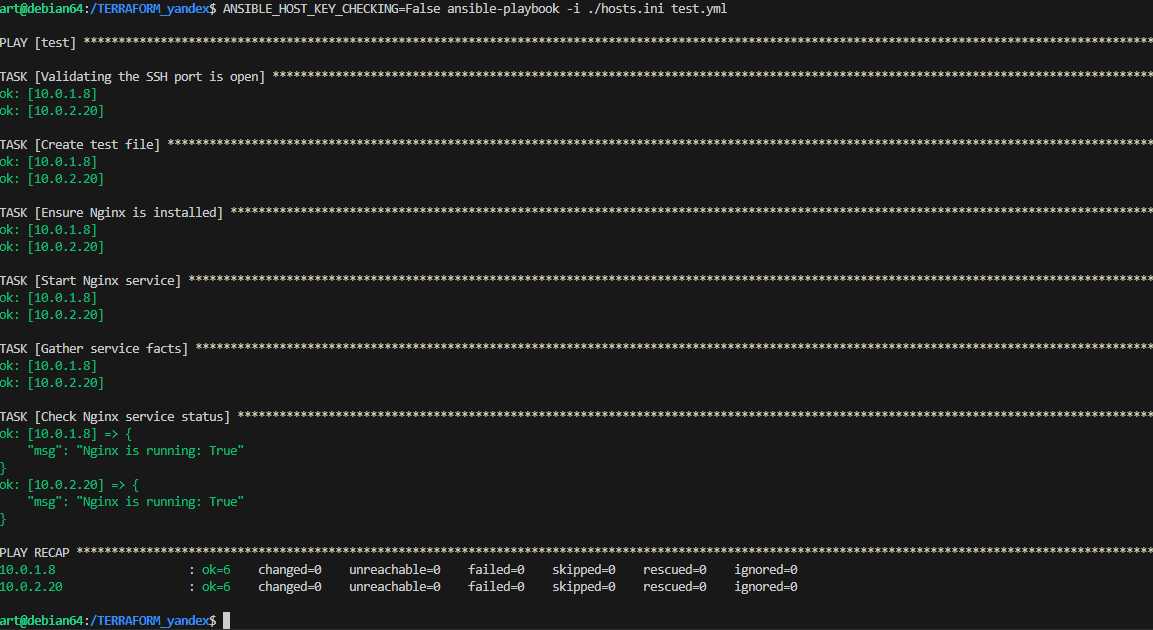 art@debian64:/TERRAFORM_yandex$ ANSIBLE_HOST_KEY_CHECKING=False ansible-playbook -i ./hosts.ini test.yml
PLAY [test] ****************************************************************************************************************************************************************
TASK [Validating the SSH port is open] *****************************************************************************************************************************
ok: [10.0.1.8]
ok: [10.0.2.20]
TASK [Create test file] ********************************************************************************************************************************************
ok: [10.0.1.8]
ok: [10.0.2.20]
TASK [Ensure Nginx is installed] ***********************************************************************************************************************************
ok: [10.0.1.8]
ok: [10.0.2.20]
TASK [Start Nginx service] *****************************************************************************************************************************************
ok: [10.0.1.8]
ok: [10.0.2.20]
TASK [Gather service facts] ****************************************************************************************************************************************
ok: [10.0.1.8]
ok: [10.0.2.20]
TASK [Check Nginx service status] **********************************************************************************************************************************
ok: [10.0.1.8] => {
    "msg": "Nginx is running: True"
}
ok: [10.0.2.20] => {
    "msg": "Nginx is running: True"
}
PLAY RECAP *********************************************************************************************************************************************************
10.0.1.8                   : ok=6    changed=0    unreachable=0    failed=0    skipped=0    rescued=0    ignored=0
10.0.2.20                  : ok=6    changed=0    unreachable=0    failed=0    skipped=0    rescued=0    ignored=0
art@debian64:/TERRAFORM_yandex$